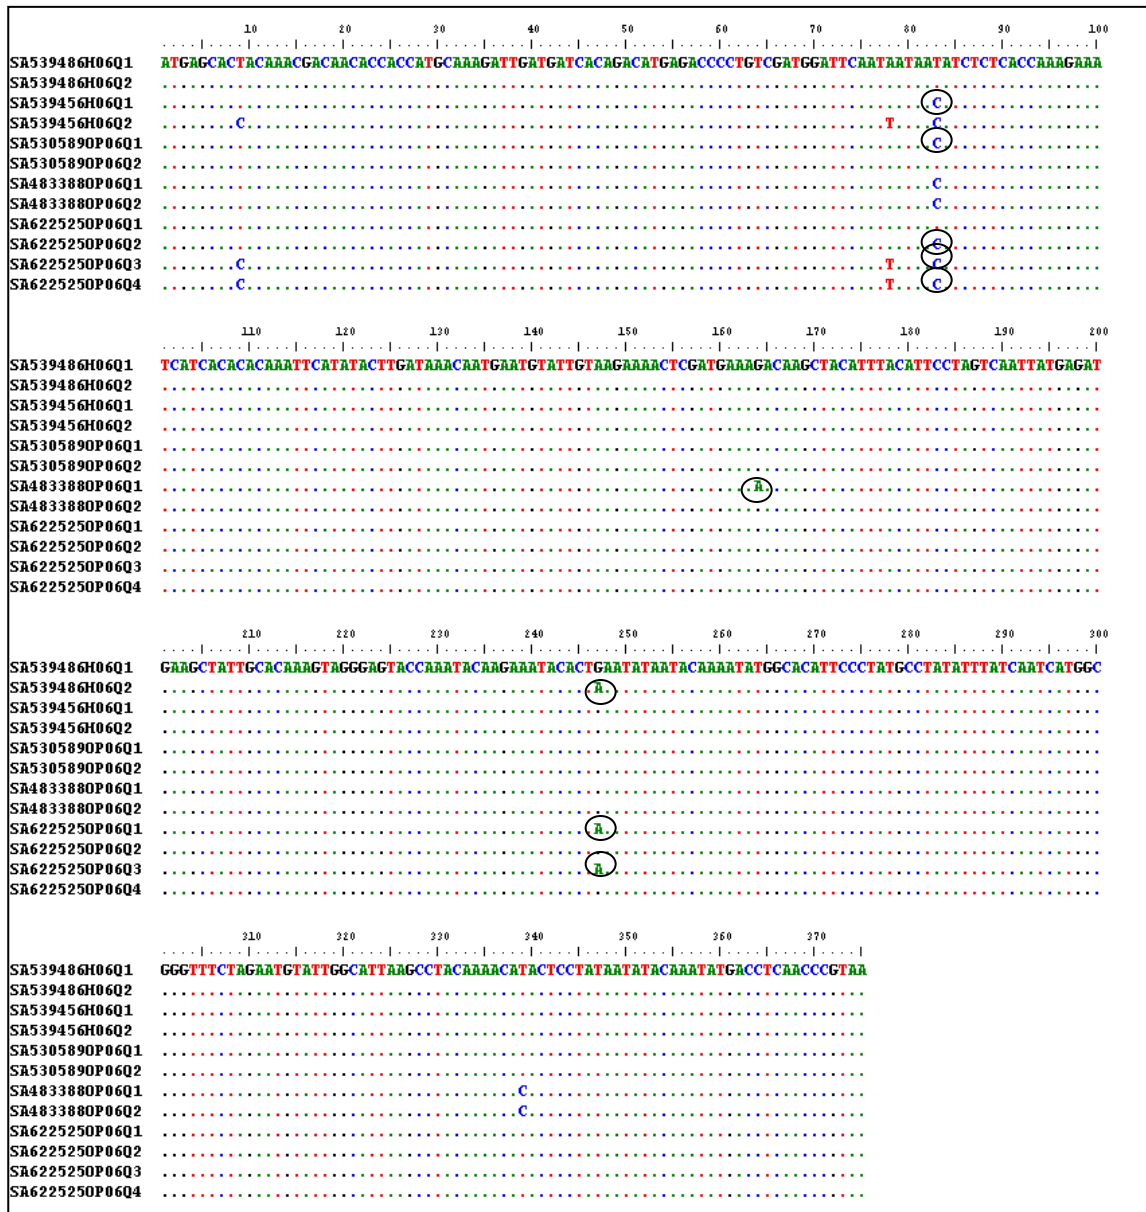 10 20 30 40 50 60 70 80 90 100
SA539486H06Q1 ATGAGCACTACAAACGACAACACCACCATGCAAAGATTGATGATCACAGACATGAGACCCCTGTCGATGGATTCAATAATAATATCTCTCACCAAAGAAA
SA539486H06Q2
SA539456H06Q1 C
SA539456H06Q2 C T C
SA530589OP06Q1 C
SA530589OP06Q2
SA483388OP06Q1 C
SA483388OP06Q2 C
SA622525OP06Q1
SA622525OP06Q2 C
SA622525OP06Q3 C T C
SA622525OP06Q4 C T C
110 120 130 140 150 160 170 180 190 200
SA539486H06Q1 TCATCACACACAAATTCATATACTTGATAAACAATGAATGTATTGTAAGAAAACTCGATGAAAGACAAGCTACATTTACATTCCTAGTCAATTATGAGAT
SA539486H06Q2
SA539456H06Q1
SA539456H06Q2
SA530589OP06Q1
SA530589OP06Q2
SA483388OP06Q1 A
SA483388OP06Q2
SA622525OP06Q1
SA622525OP06Q2
SA622525OP06Q3
SA622525OP06Q4
210 220 230 240 250 260 270 280 290 300
SA539486H06Q1 GAAGCTATTGCACAAAGTAGGGAGTACCAAATACAAGAAATACACTGAATATAATACAAAATATGGCACATTCCCTATGCCTATATTTATCAATCATGGC
SA539486H06Q2 A
SA539456H06Q1
SA539456H06Q2
SA530589OP06Q1
SA530589OP06Q2
SA483388OP06Q1
SA483388OP06Q2
SA622525OP06Q1 A
SA622525OP06Q2
SA622525OP06Q3 A
SA622525OP06Q4
310 320 330 340 350 360 370
SA539486H06Q1 GGGTTTCTAGAATGTATTGGCATTAAGCCTACAAAACATACTCCTATAATATACAAATATGACCTCAACCCGTAA
SA539486H06Q2
SA539456H06Q1
SA539456H06Q2
SA530589OP06Q1
SA530589OP06Q2
SA483388OP06Q1 C
SA483388OP06Q2 C
SA622525OP06Q1
SA622525OP06Q2
SA622525OP06Q3
SA622525OP06Q4